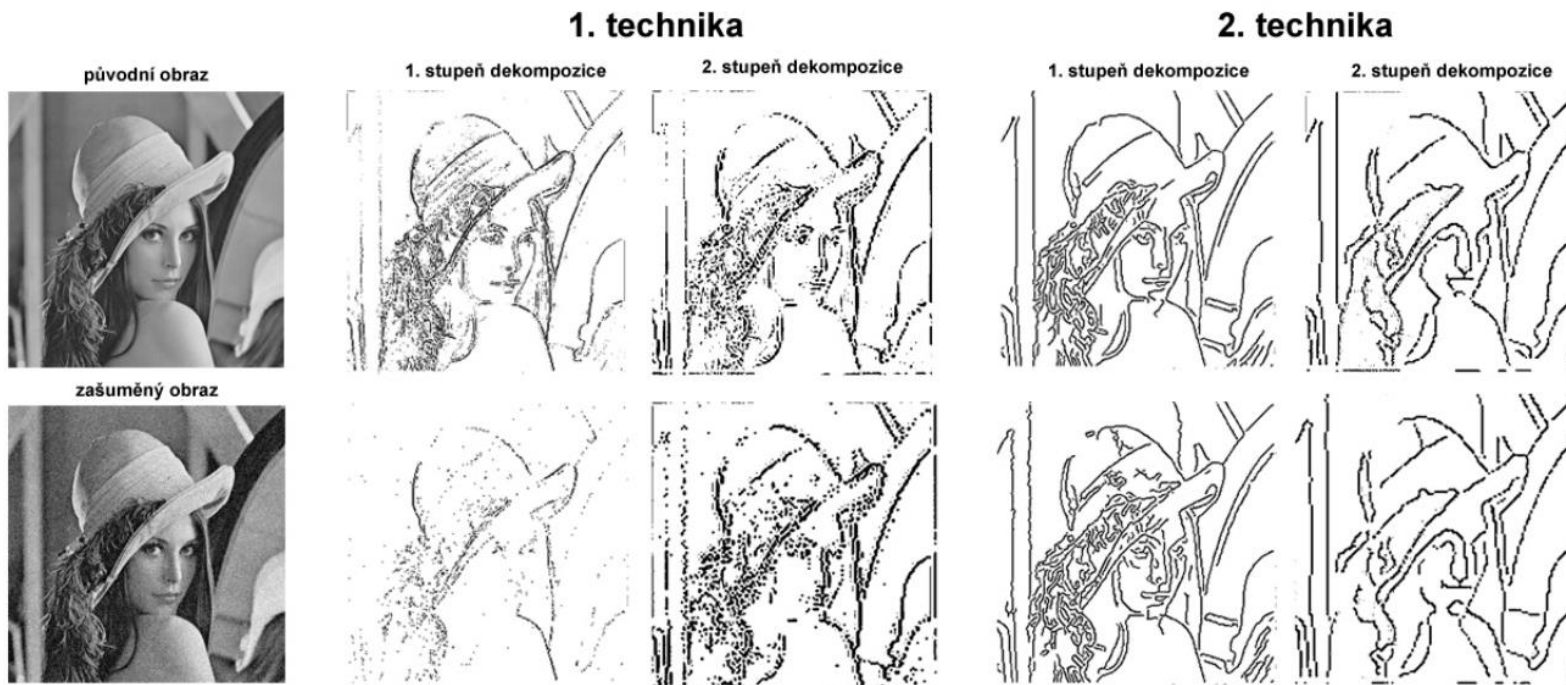 1. technika
2. technika
původní obraz
1. stupeň dekompozice
2. stupeň dekompozice
1. stupeň dekompozice
2. stupeň dekompozice
zašuměný obraz